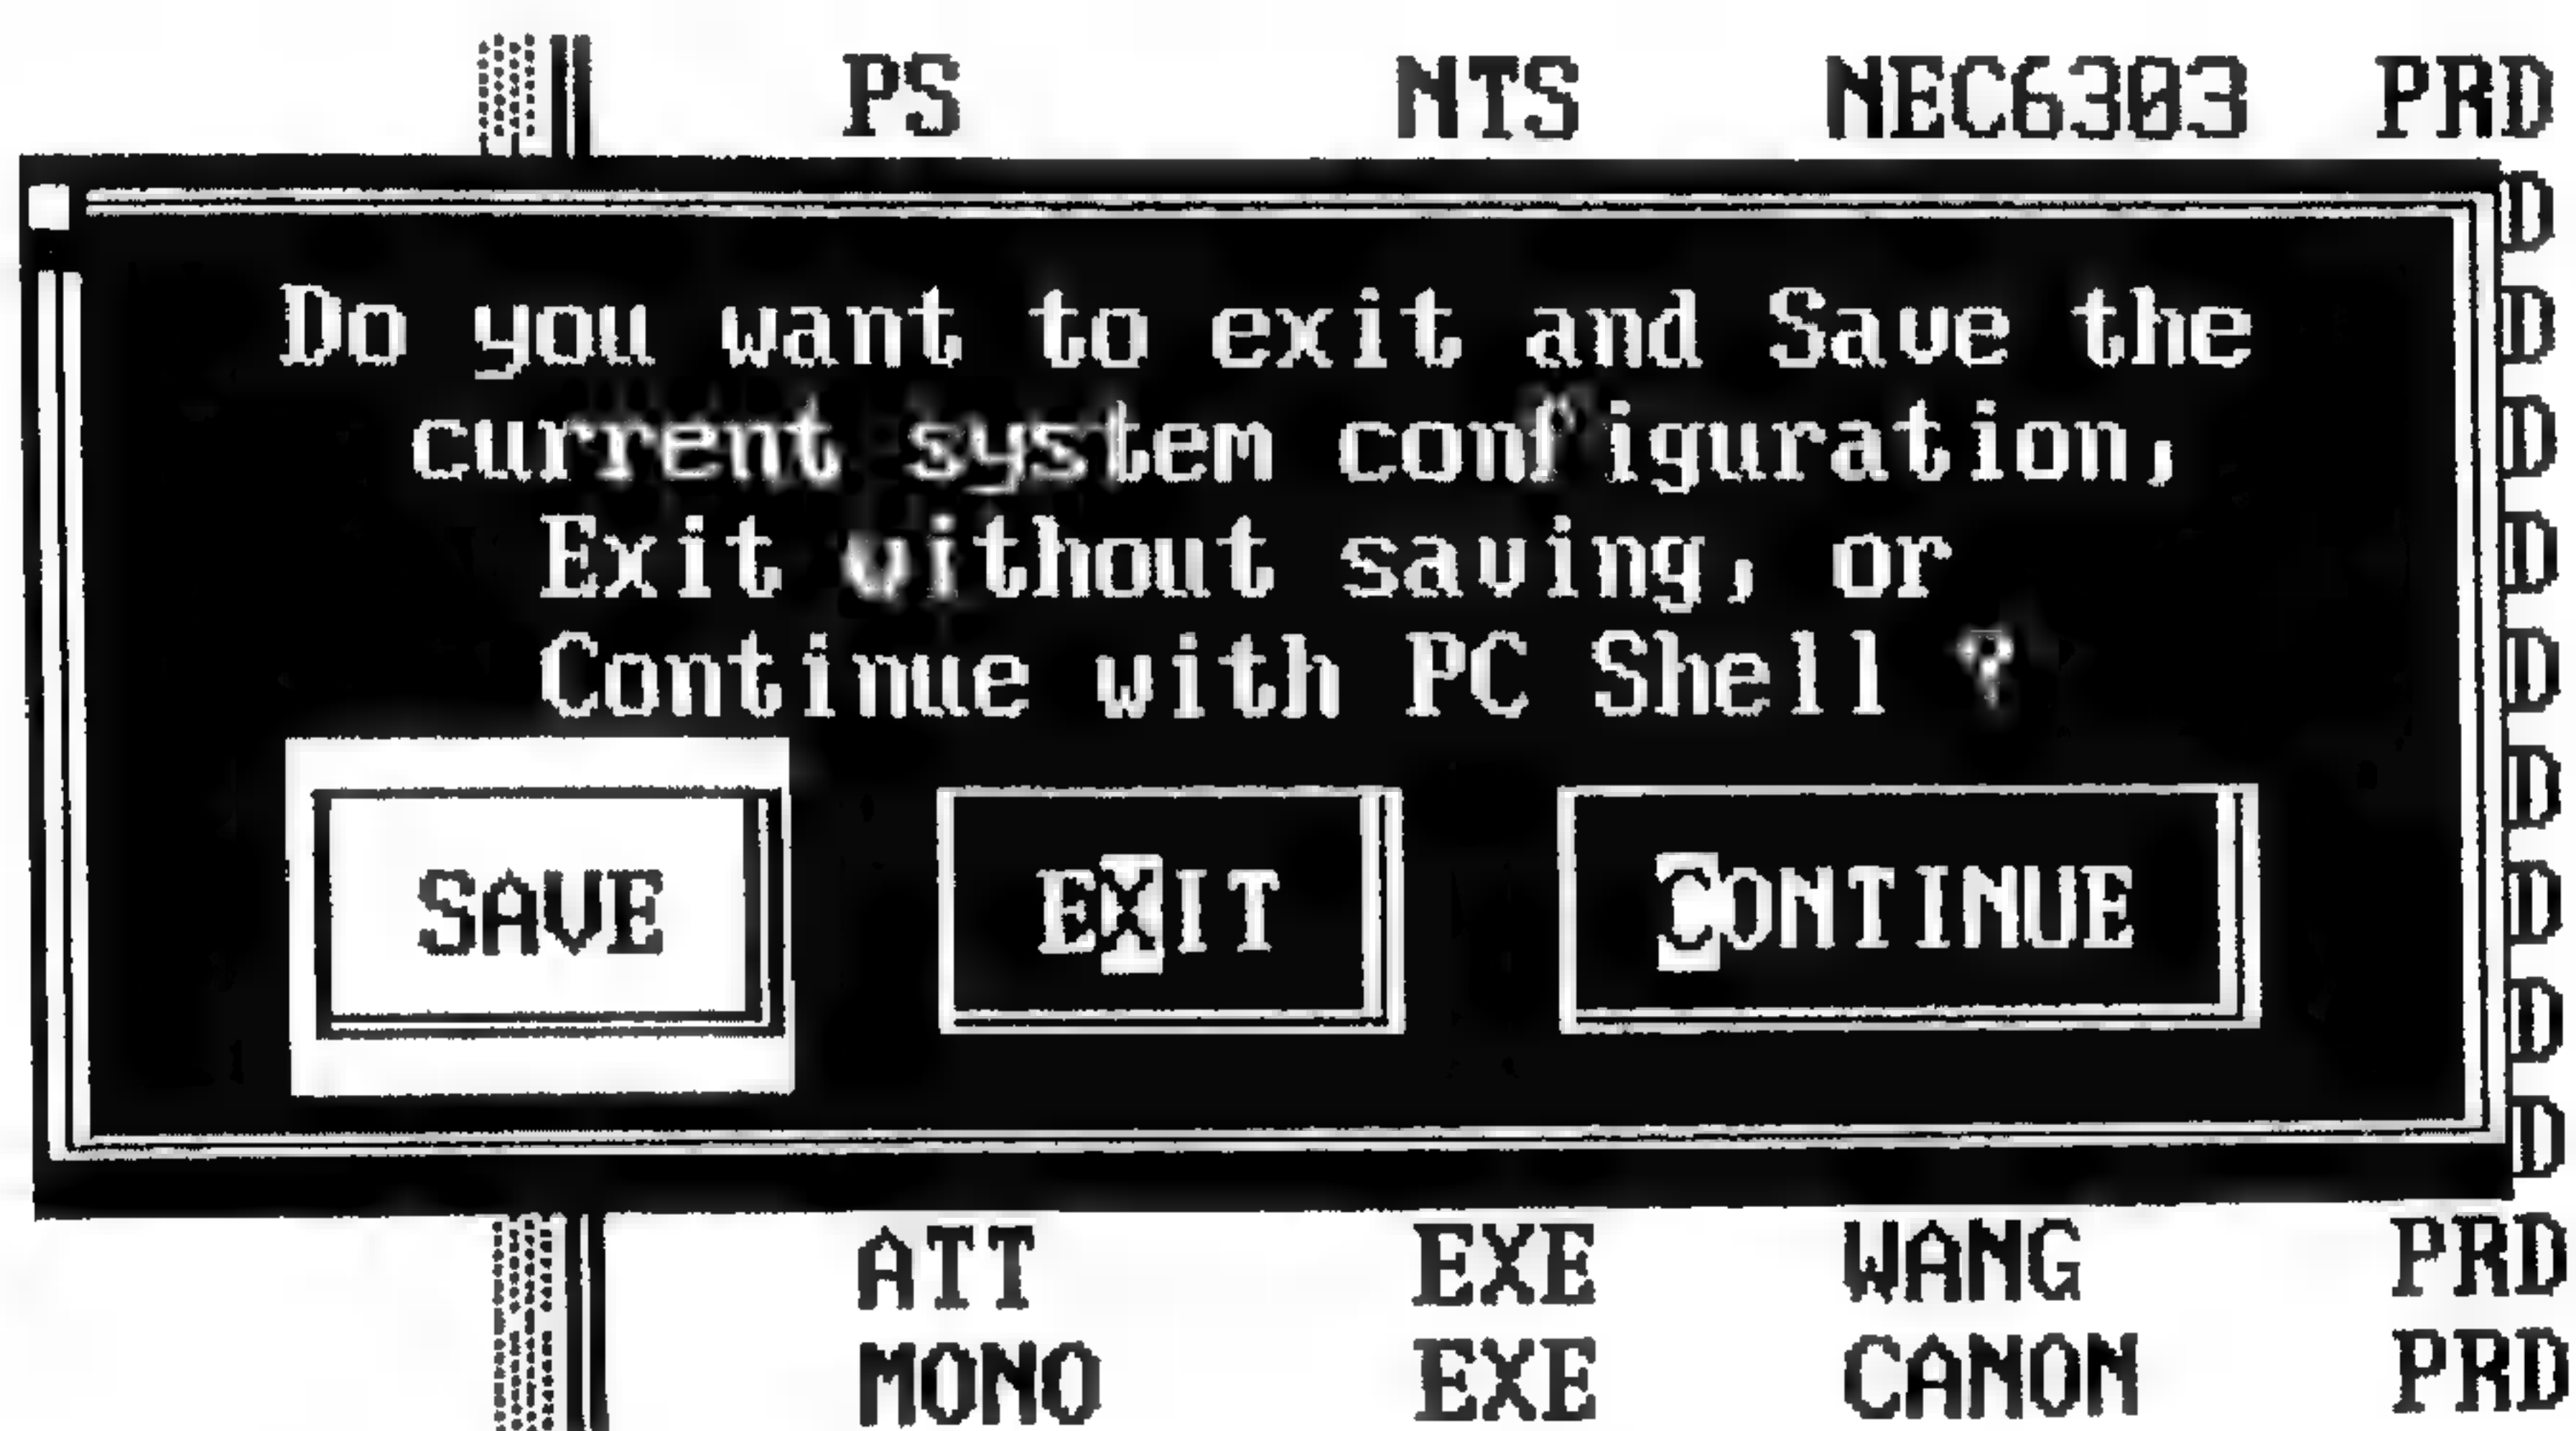 PS NTS NEC6303 PRD
D
Do you want to exit and Save the D
current system configuration, D
Exit without saving, or D
Continue with PC Shell ? D
D
SAVE EXIT CONTINUE D
D
D
ATT EXE WANG PRD
MONO EXE CANON PRD